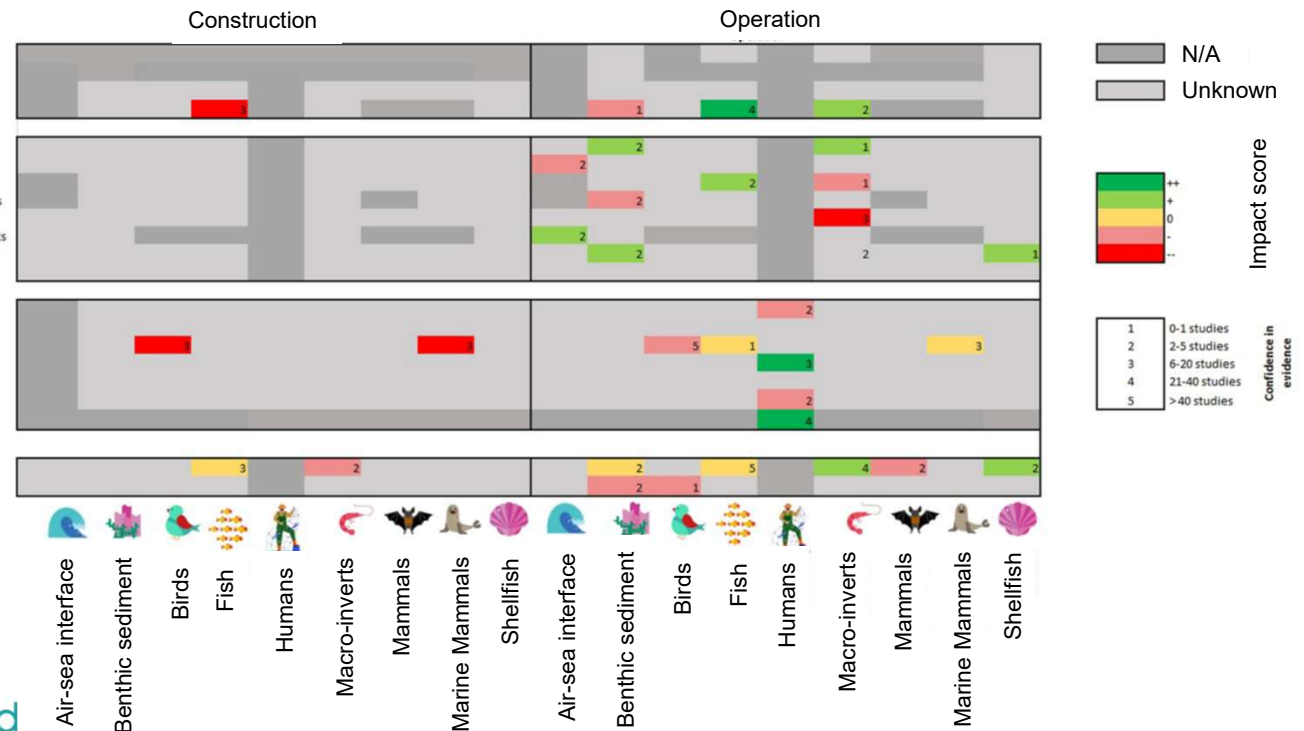 Construction Operation
N/A
Unknown
3 1 4 2
2 1
2
2 1
s 2
3
ts 2
2 2 1
Impact score
++
+
0
-
--
2
3 3 5 1 3
3
2
4
1 0-1 studies
2 2-5 studies
3 6-20 studies
4 21-40 studies
5 >40 studies
Confidence in
evidence
3 2 2 5 4 2 2
2 1
Air-sea interface
Benthic sediment
Birds
Fish
Humans
Macro-inverts
Mammals
Marine Mammals
Shellfish
Air-sea interface
Benthic sediment
Birds
Fish
Humans
Macro-inverts
Mammals
Marine Mammals
Shellfish
d